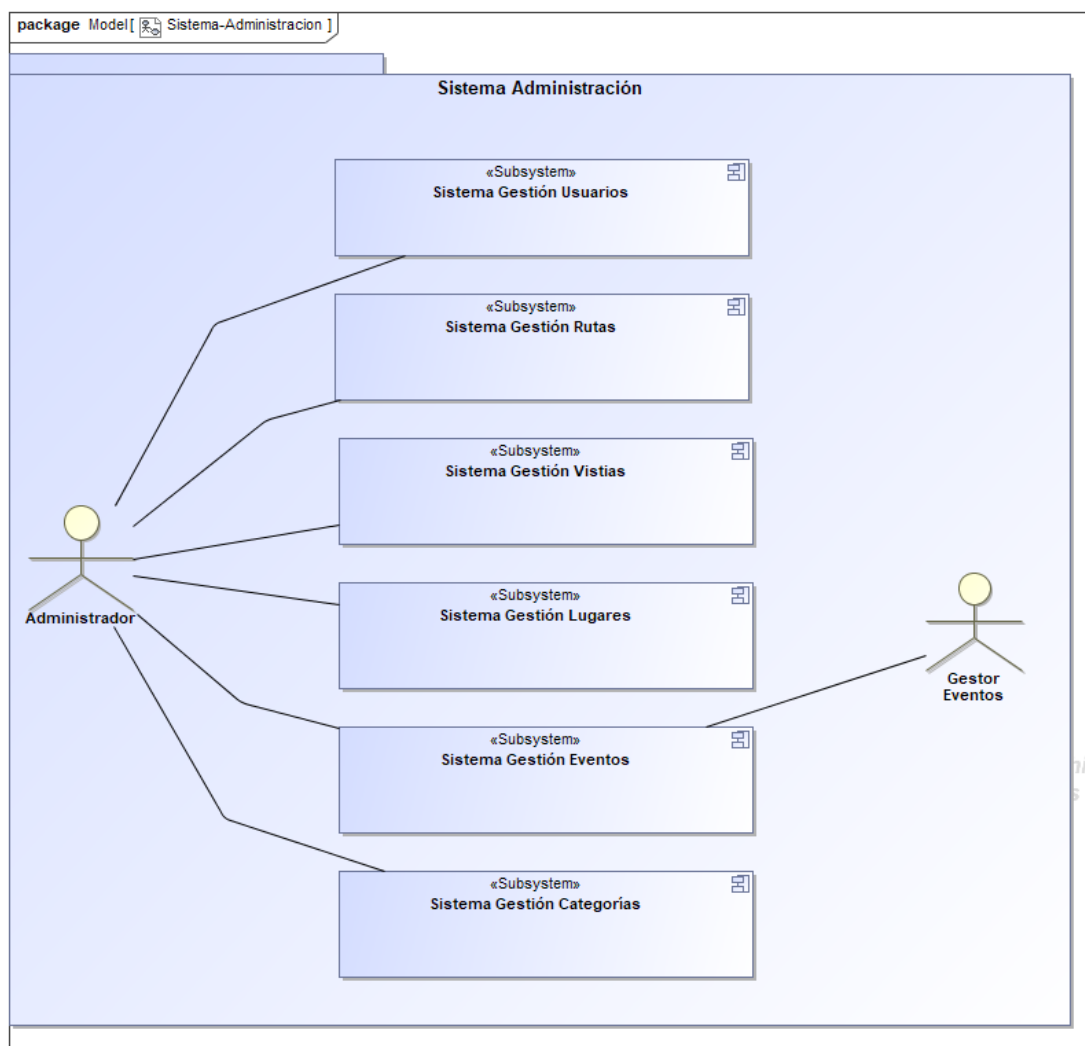 package Model[ Sistema-Administracion ]
Sistema Administración
«Subsystem»
Sistema Gestión Usuarios
«Subsystem»
Sistema Gestión Rutas
«Subsystem»
Sistema Gestión Vistias
«Subsystem»
Sistema Gestión Lugares
Administrador
«Subsystem»
Sistema Gestión Eventos
Gestor
Eventos
«Subsystem»
Sistema Gestión Categorías